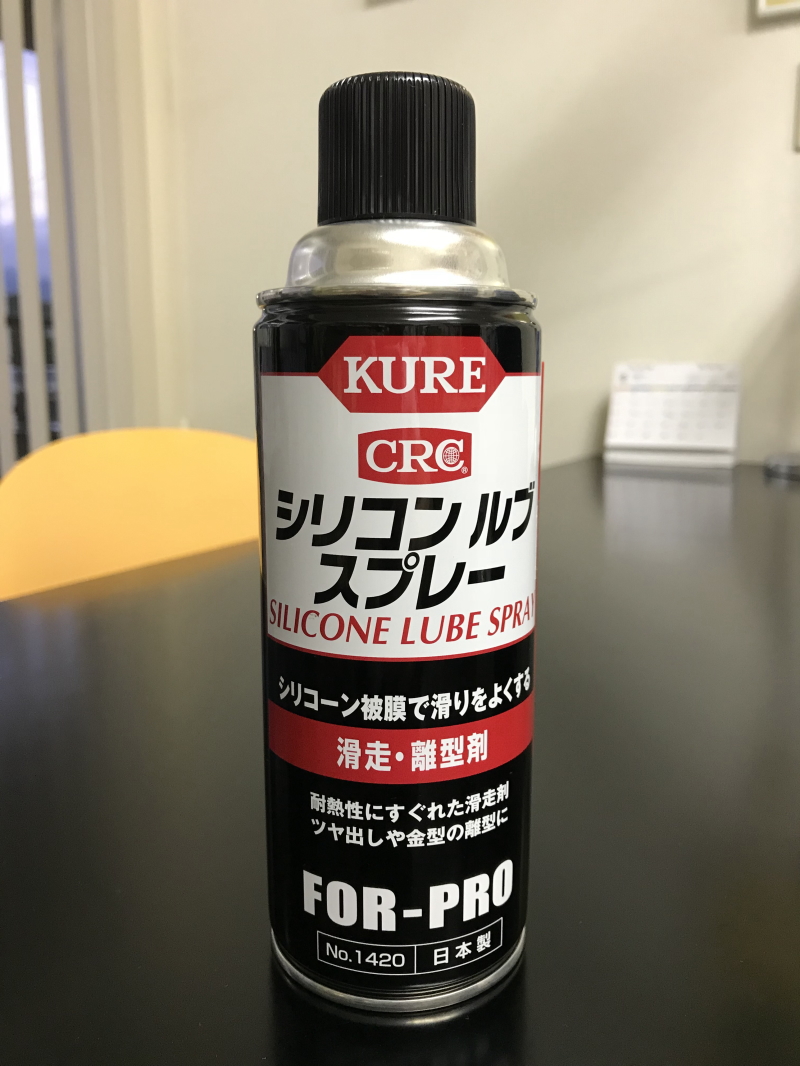 KURE
CRC®
シリコン ルブ
スプレー
SILICONE LUBE SPRAY
シリコーン被膜で滑りをよくする
滑走・離型剤
耐熱性にすぐれた滑走剤
ツヤ出しや金型の離型に
FOR-PRO
No.1420 日本製